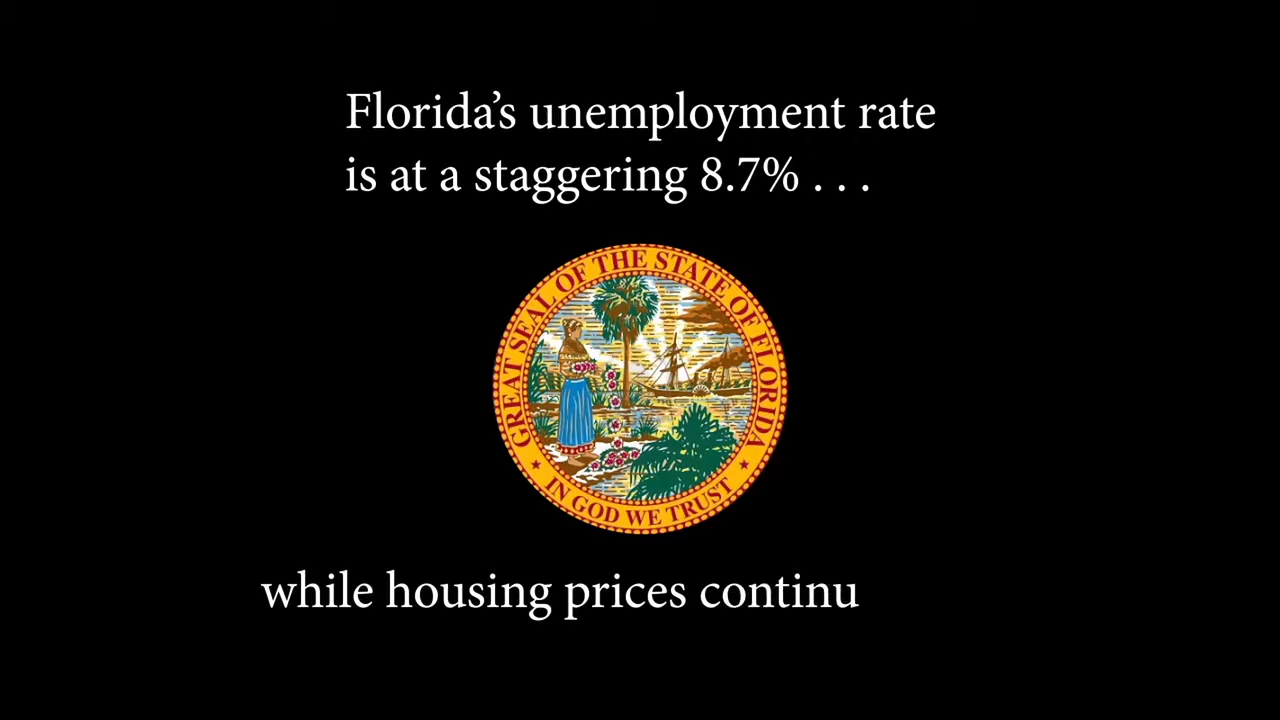 Florida’s unemployment rate
is at a staggering 8.7% . . .
GREAT SEAL OF THE STATE OF FLORIDA
IN GOD WE TRUST
while housing prices continu